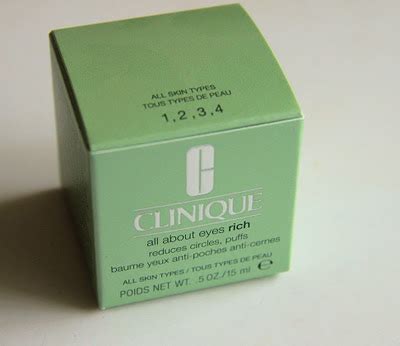 ALL SKIN TYPES
TOUS TYPES DE PEAU
1,2,3,4
C
CLINIQUE
all about eyes rich
reduces circles, puffs
baume yeux anti-poches anti-cernes
ALL SKIN TYPES / TOUS TYPES DE PEAU
POIDS NET WT. .5 OZ./15 ml ℮